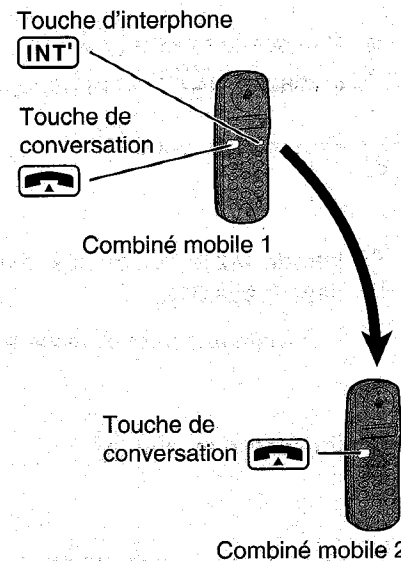 Touche d'interphone
INT'
Touche de
conversation
Combiné mobile 1
Touche de
conversation
Combiné mobile 2